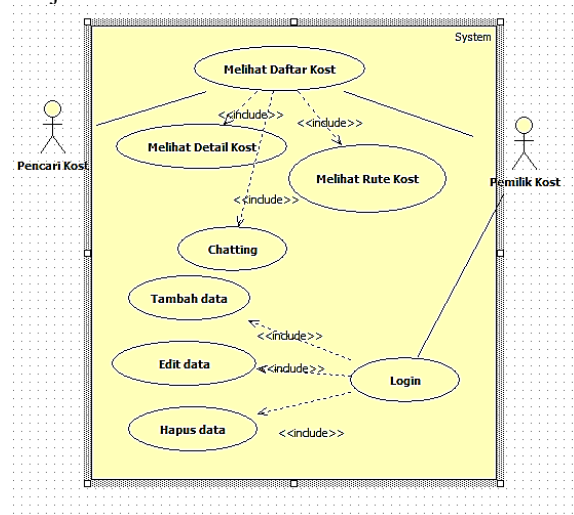 System
Melihat Daftar Kost
<<include>>
<<include>>
Melihat Detail Kost
Pencari Kost
Melihat Rute Kost
Pemilik Kost
<<include>>
Chatting
Tambah data
<<include>>
Edit data
<<include>>
Login
Hapus data
<<include>>